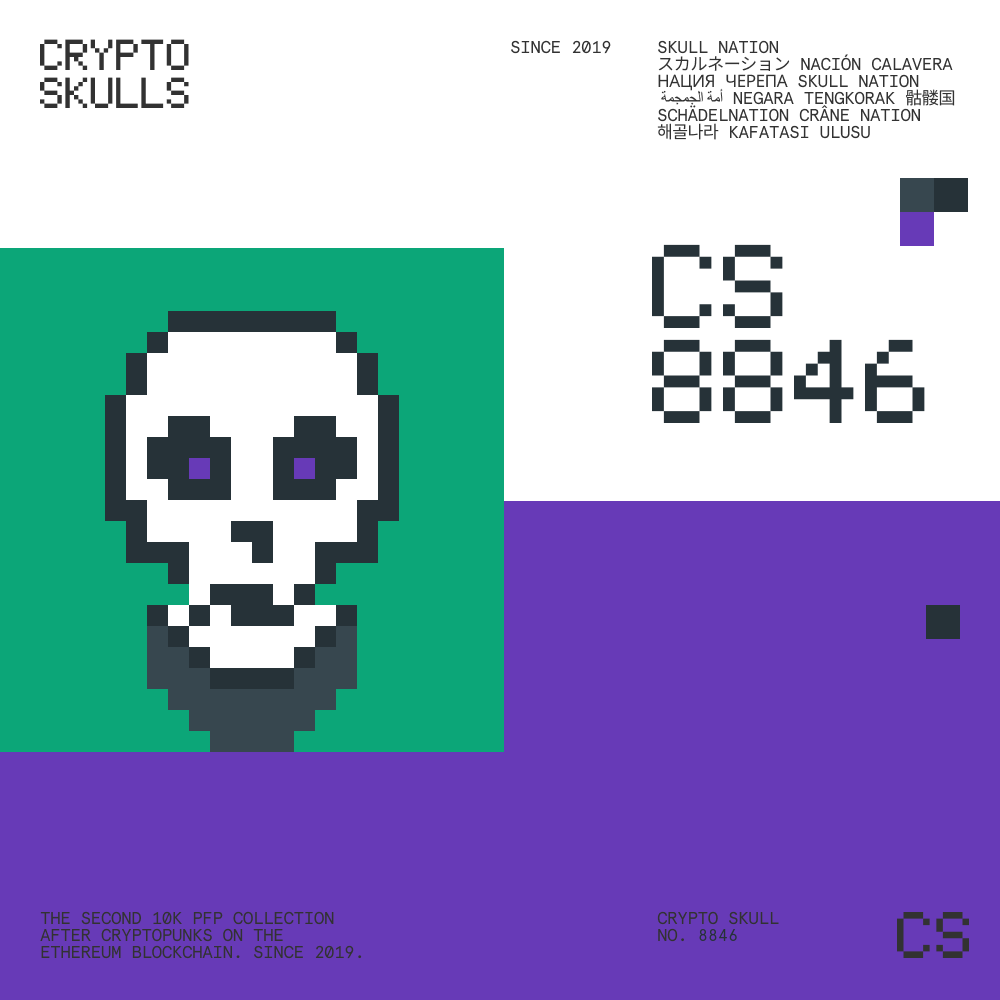 CRYPTO
SKULLS
SINCE 2019
SKULL NATION
スカルネーション NACIÓN CALAVERA
НАЦИЯ ЧЕРЕПА SKULL NATION
أمة الجمجمة NEGARA TENGKORAK 骷髅国
SCHÄDELNATION CRÂNE NATION
해골나라 KAFATASI ULUSU
CS
8846
THE SECOND 10K PFP COLLECTION
AFTER CRYPTOPUNKS ON THE
ETHEREUM BLOCKCHAIN. SINCE 2019.
CRYPTO SKULL
NO. 8846
CS